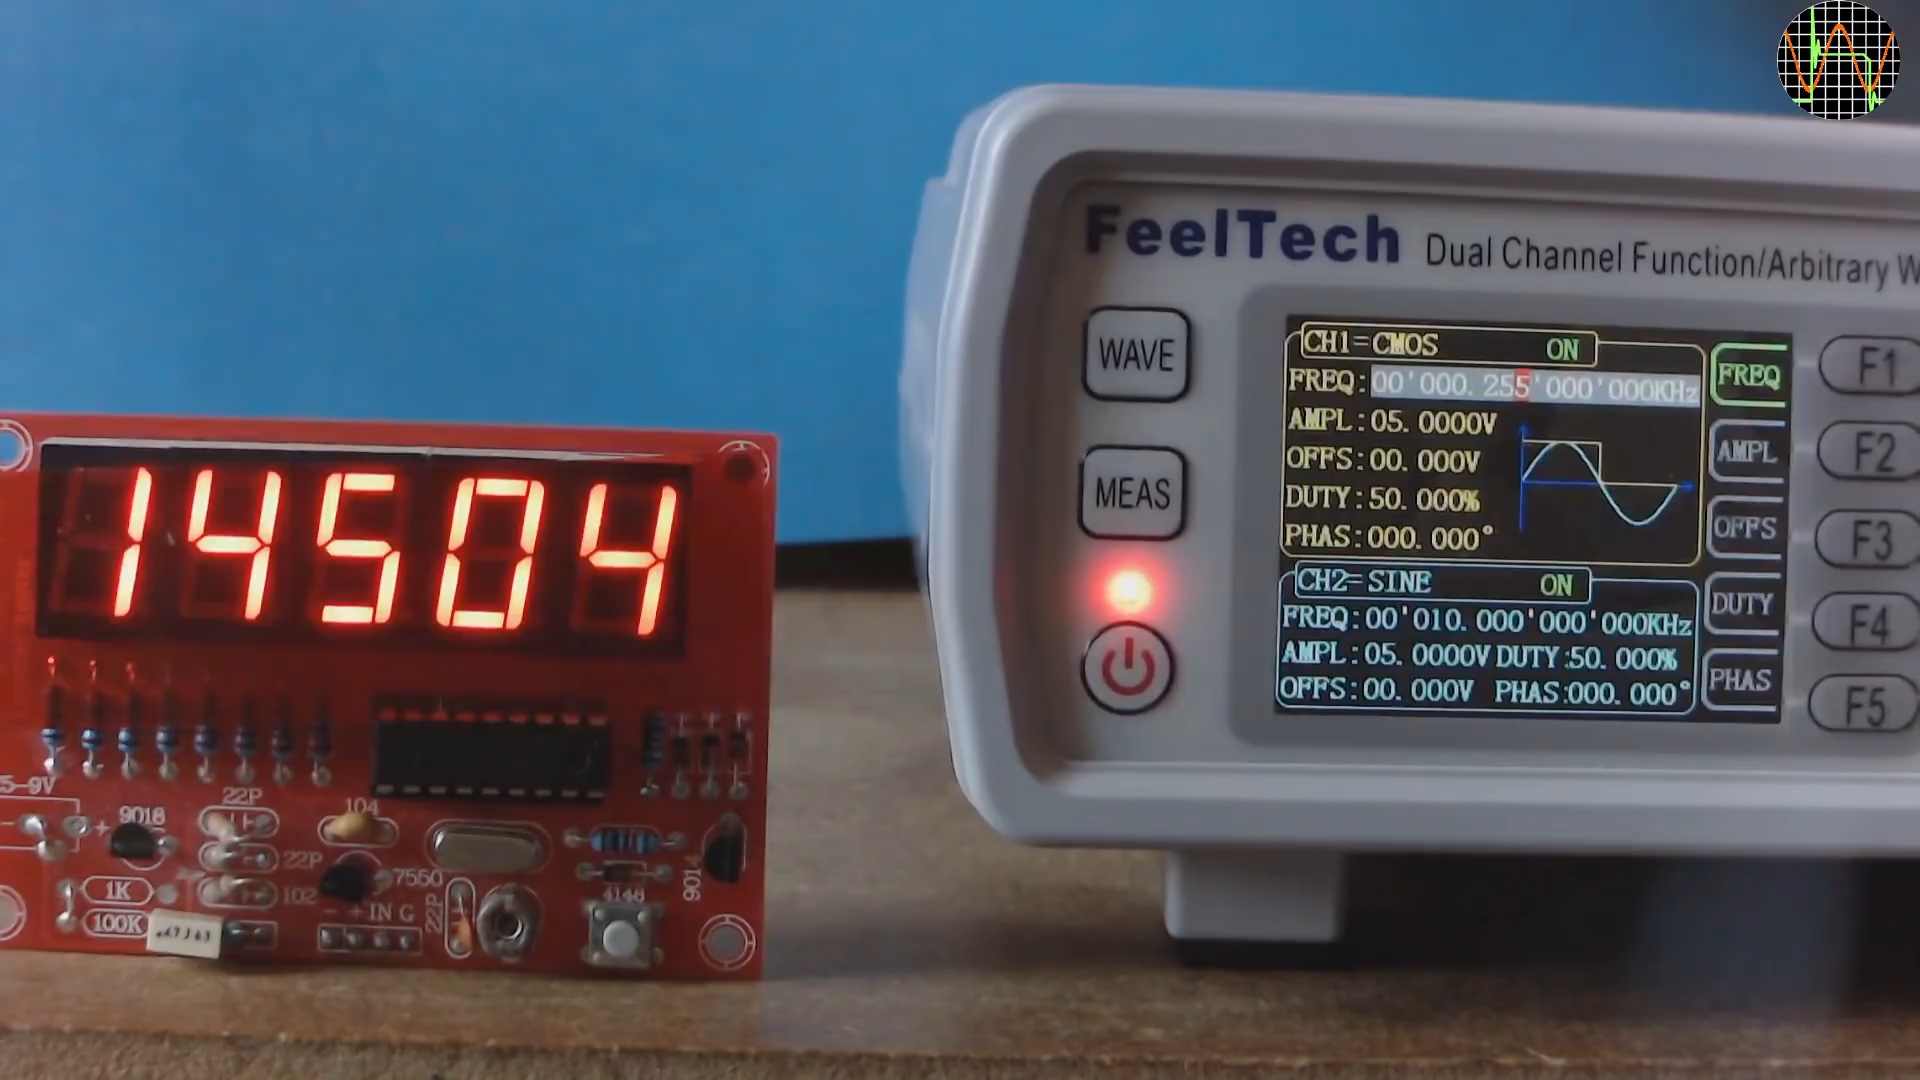 14504
5-9V
9018
22P
104
22P
7550
1K
102
100K
- + IN G
22P
4148
9014
FeelTech Dual Channel Function/Arbitrary W
WAVE
MEAS
CH1=CMOS ON
FREQ:00'000.255'000'000KHz
AMPL:05.0000V
OFFS:00.000V
DUTY:50.000%
PHAS:000.000°
CH2=SINE ON
FREQ:00'010.000'000'000KHz
AMPL:05.0000V DUTY:50.000%
OFFS:00.000V PHAS:000.000°
FREQ
AMPL
OFFS
DUTY
PHAS
F1
F2
F3
F4
F5